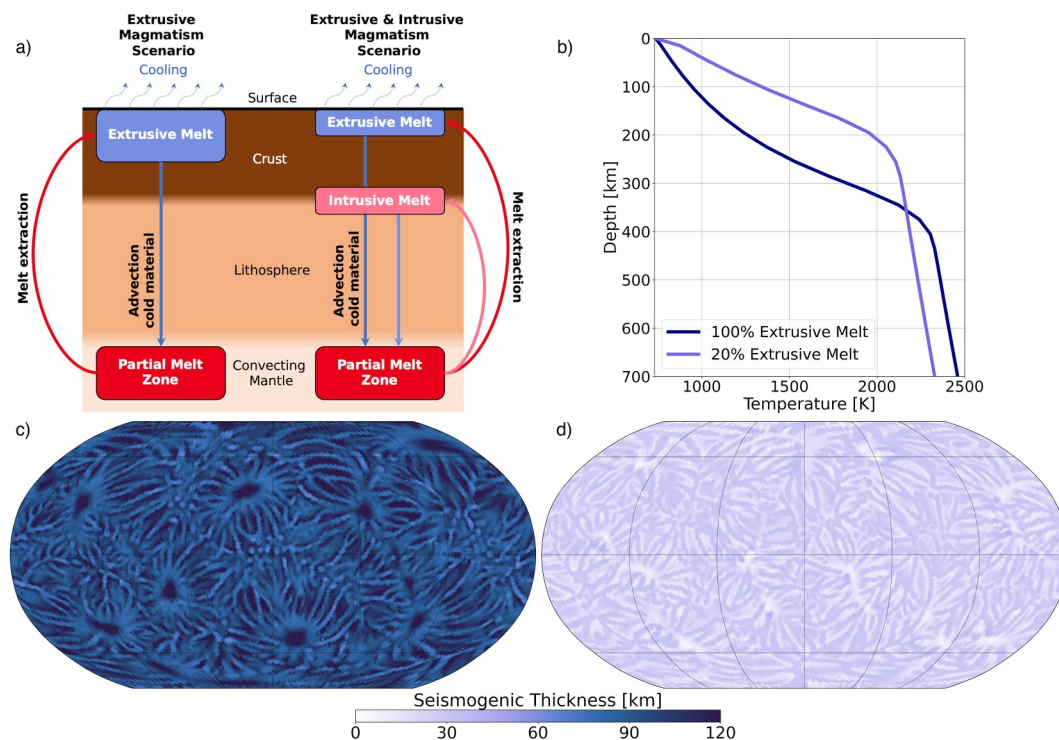 a)
Extrusive
Magmatism
Scenario
Cooling
Extrusive & Intrusive
Magmatism
Scenario
Cooling
Surface
Extrusive Melt
Extrusive Melt
Crust
Intrusive Melt
Melt extraction
Advection
cold material
Lithosphere
Advection
cold material
Melt extraction
Partial Melt
Zone
Convecting
Mantle
Partial Melt
Zone
b)
0
100
200
300
400
500
600
700
Depth [km]
100% Extrusive Melt
20% Extrusive Melt
1000
1500
2000
2500
Temperature [K]
c)
d)
Seismogenic Thickness [km]
0
30
60
90
120